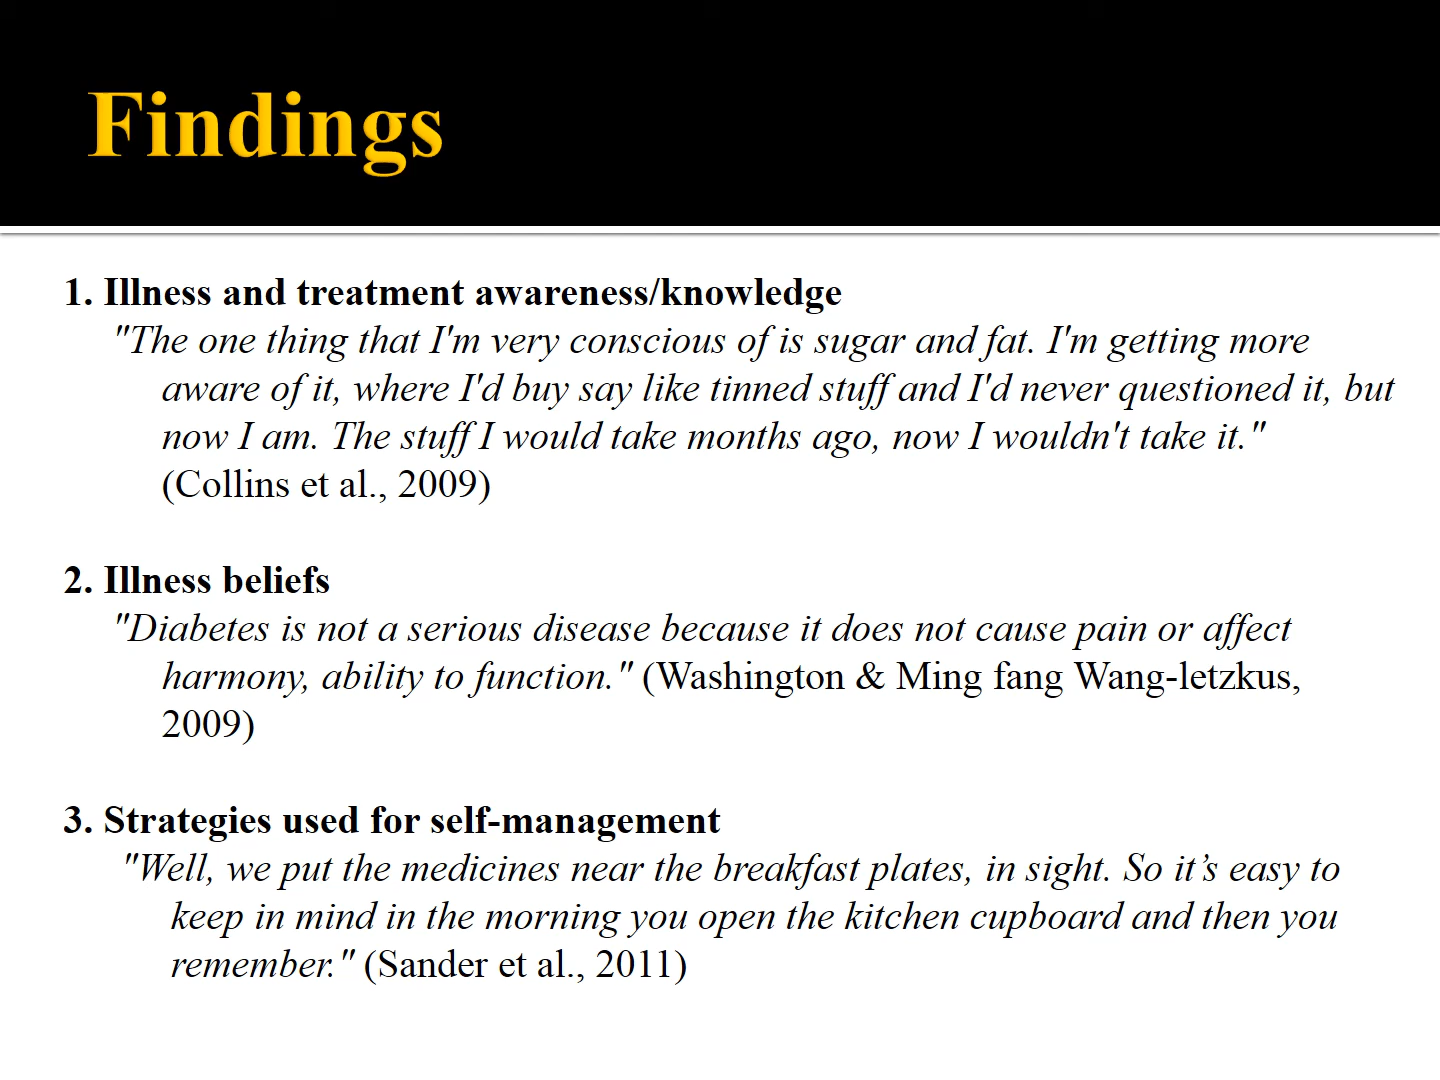 Findings
1. Illness and treatment awareness/knowledge
"The one thing that I'm very conscious of is sugar and fat. I'm getting more
aware of it, where I'd buy say like tinned stuff and I'd never questioned it, but
now I am. The stuff I would take months ago, now I wouldn't take it."
(Collins et al., 2009)
2. Illness beliefs
"Diabetes is not a serious disease because it does not cause pain or affect
harmony, ability to function." (Washington & Ming fang Wang-letzkus,
2009)
3. Strategies used for self-management
"Well, we put the medicines near the breakfast plates, in sight. So it’s easy to
keep in mind in the morning you open the kitchen cupboard and then you
remember." (Sander et al., 2011)